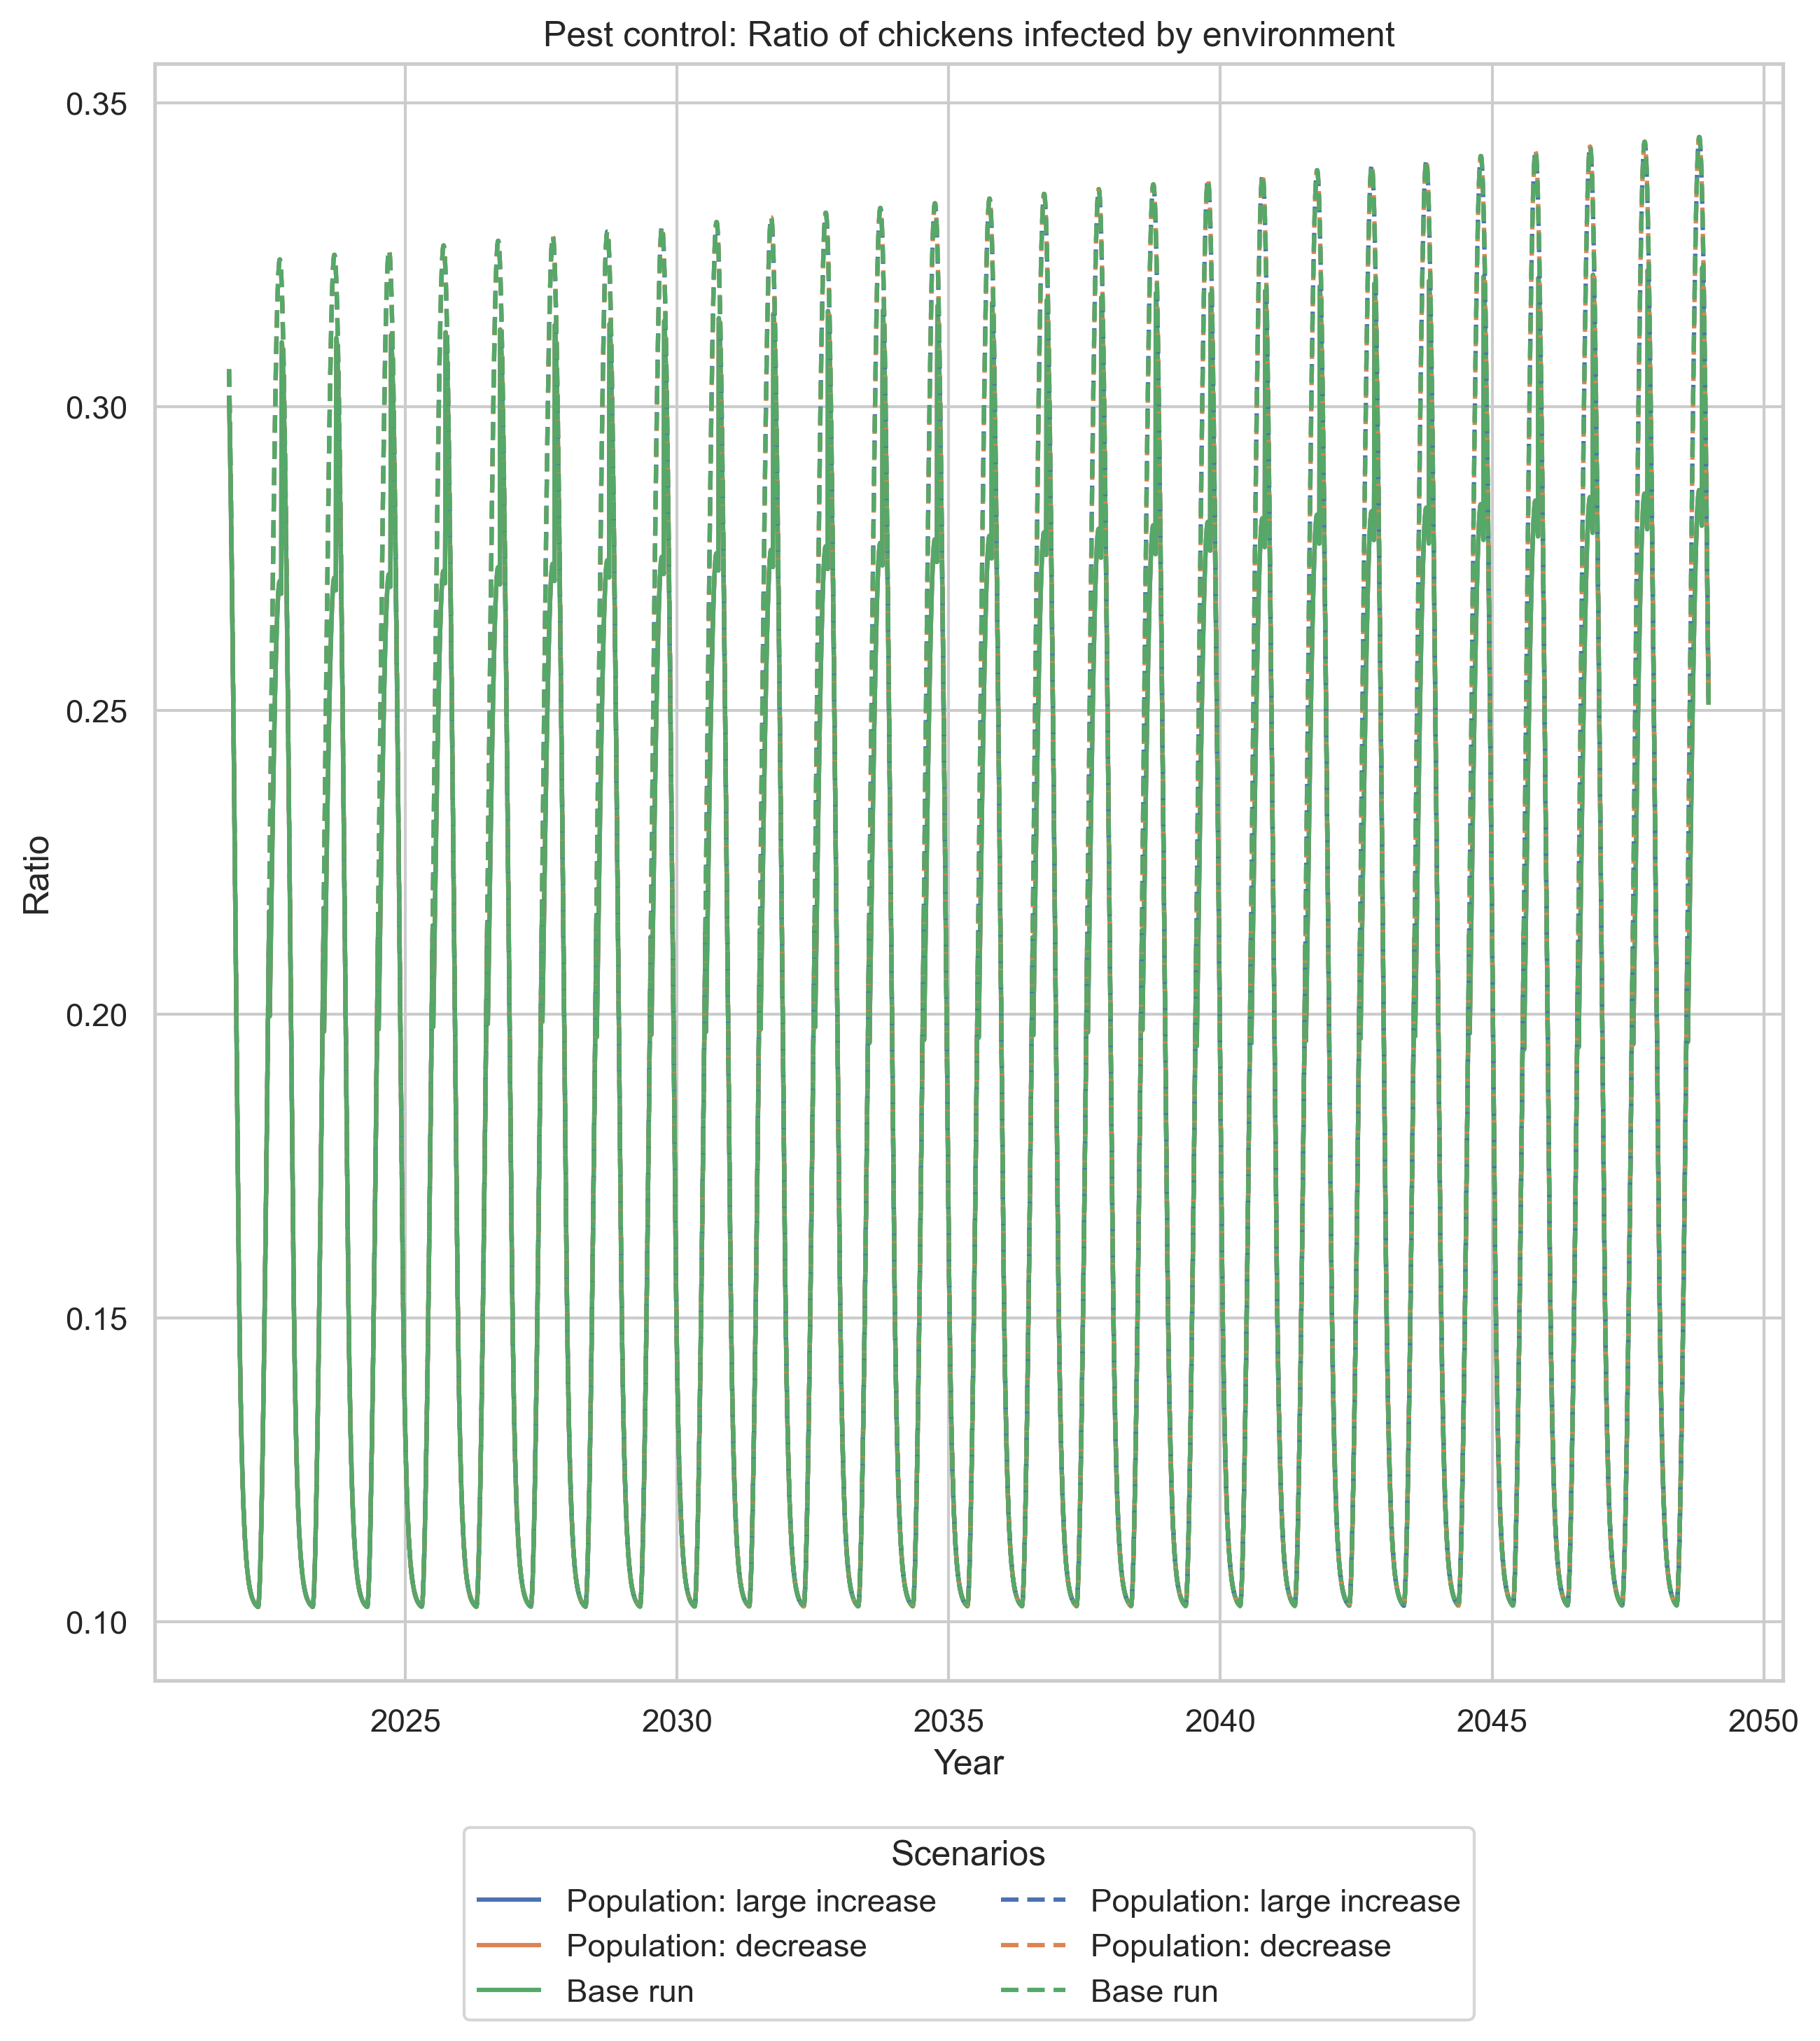 Pest control: Ratio of chickens infected by environment
0.35
0.30
0.25
0.20
0.15
0.10
Ratio
2025 2030 2035 2040 2045 2050
Year
Scenarios
Population: large increase Population: large increase
Population: decrease Population: decrease
Base run Base run